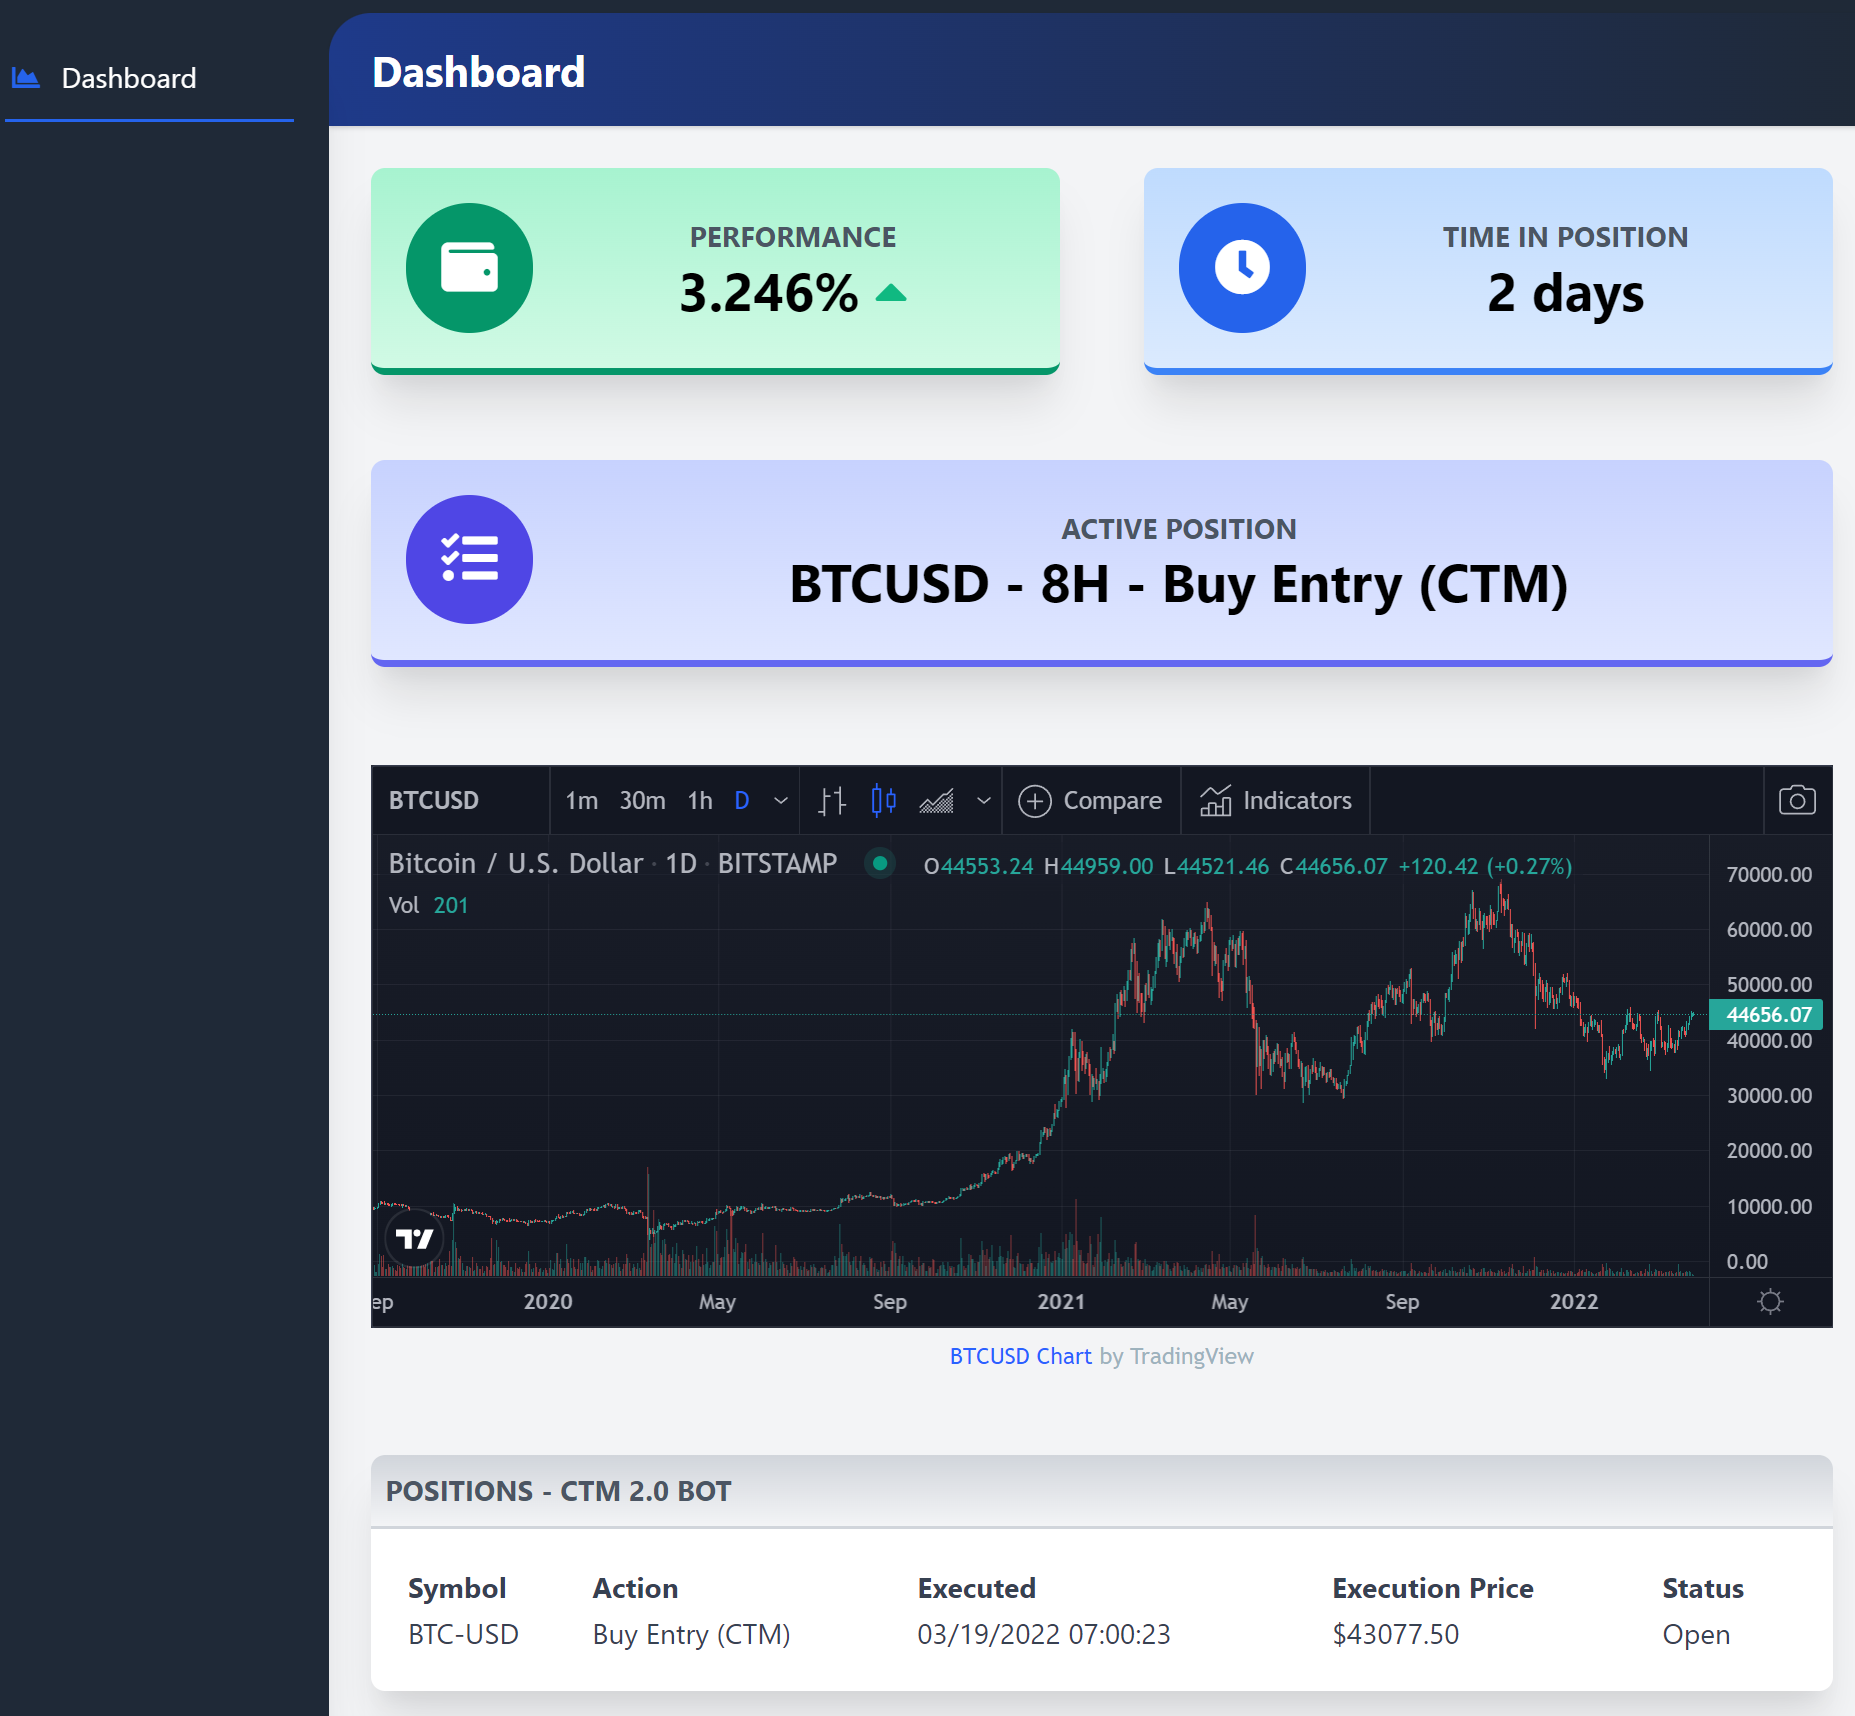 Dashboard
Dashboard
PERFORMANCE
3.246%
TIME IN POSITION
2 days
ACTIVE POSITION
BTCUSD - 8H - Buy Entry (CTM)
BTCUSD 1m 30m 1h D Compare Indicators
Bitcoin / U.S. Dollar · 1D · BITSTAMP O44553.24 H44959.00 L44521.46 C44656.07 +120.42 (+0.27%)
Vol 201
70000.00
60000.00
50000.00
44656.07
40000.00
30000.00
20000.00
10000.00
0.00
ep 2020 May Sep 2021 May Sep 2022
BTCUSD Chart by TradingView
POSITIONS - CTM 2.0 BOT
Symbol Action Executed Execution Price Status
BTC-USD Buy Entry (CTM) 03/19/2022 07:00:23 $43077.50 Open